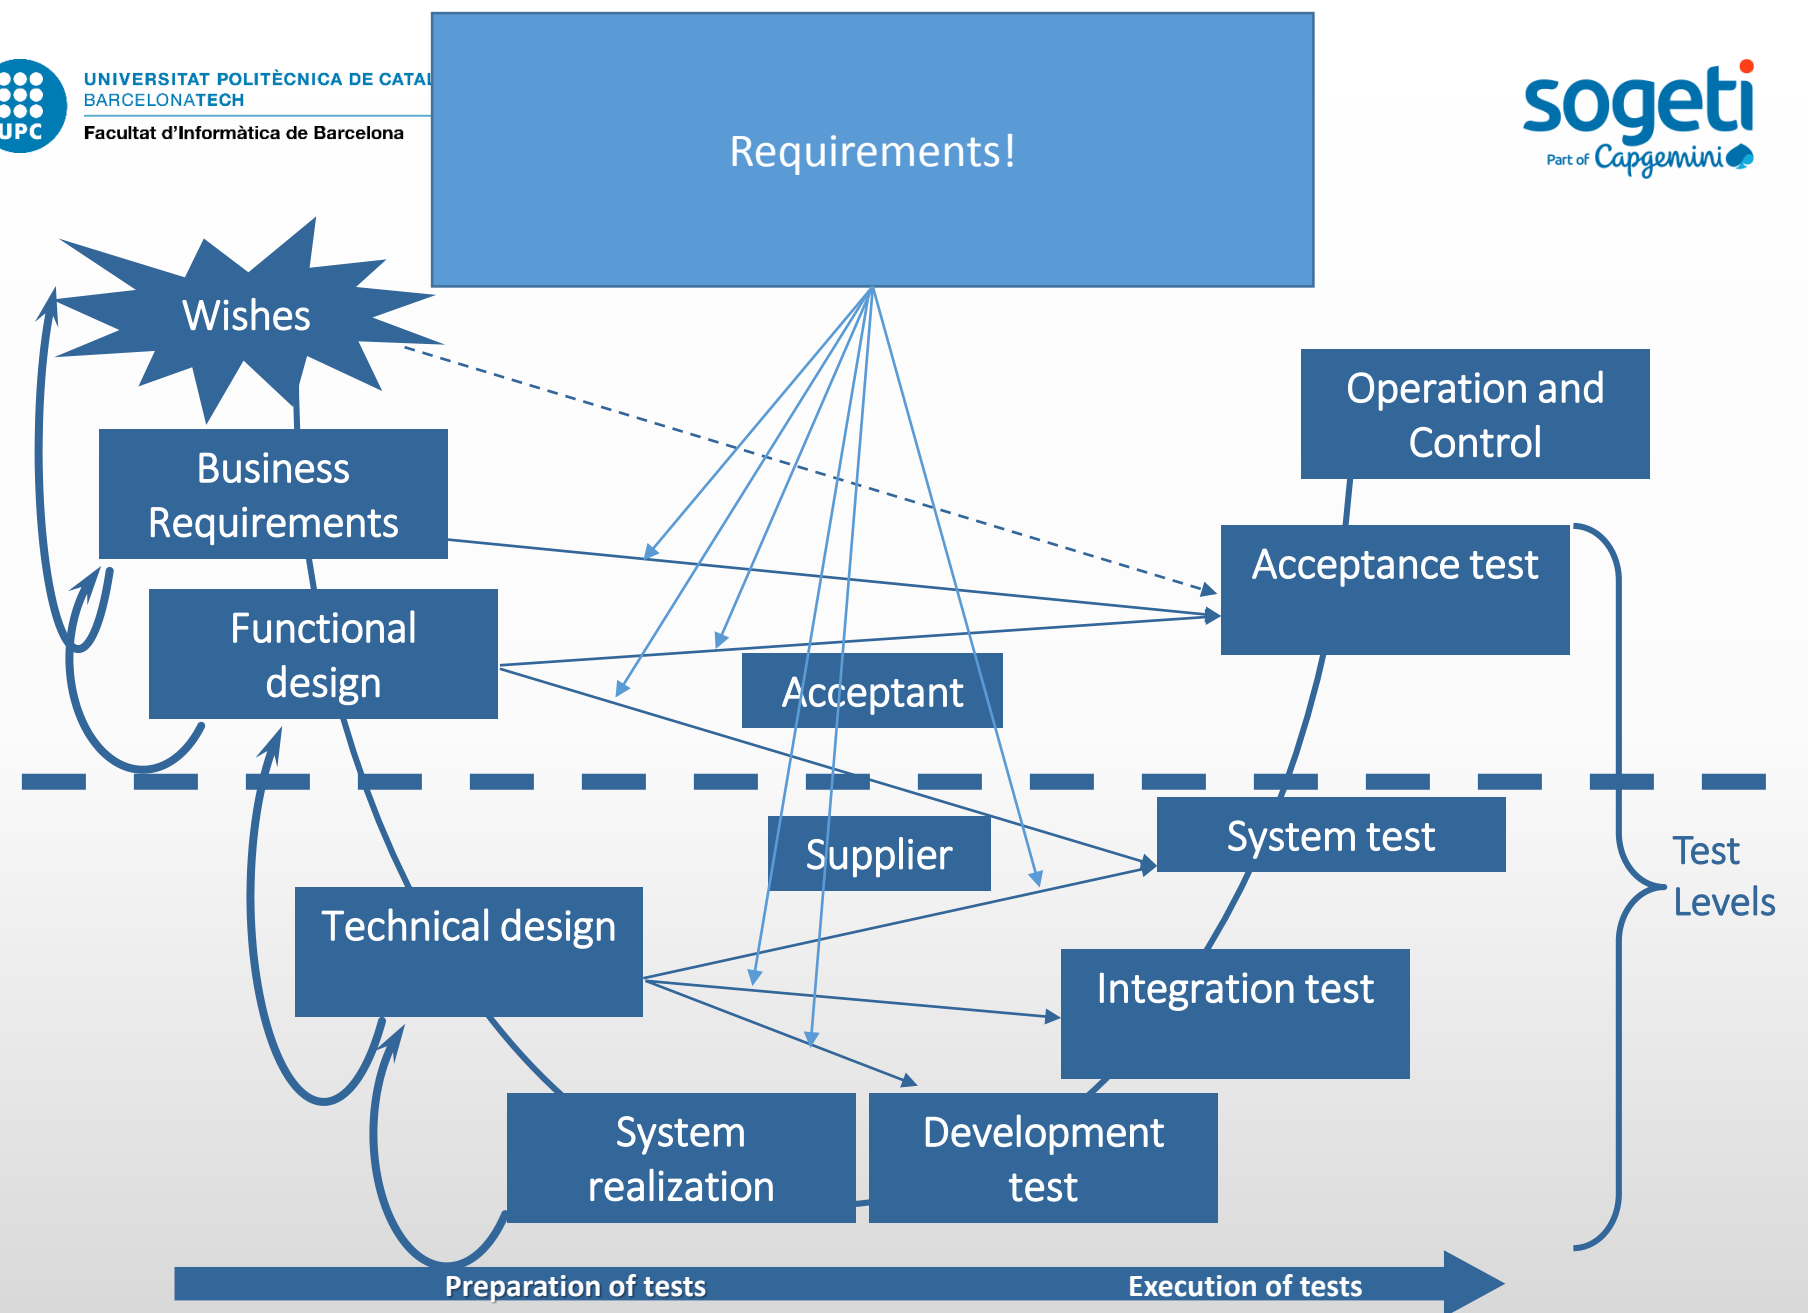 UNIVERSITAT POLITÈCNICA DE CATAL
BARCELONATECH
Facultat d'Informàtica de Barcelona
UPC
Requirements!
sogeti
Part of Capgemini
Wishes
Operation and
Control
Business
Requirements
Acceptance test
Functional
design
Acceptant
System test
Supplier
Test
Levels
Technical design
Integration test
System
realization
Development
test
Preparation of tests
Execution of tests